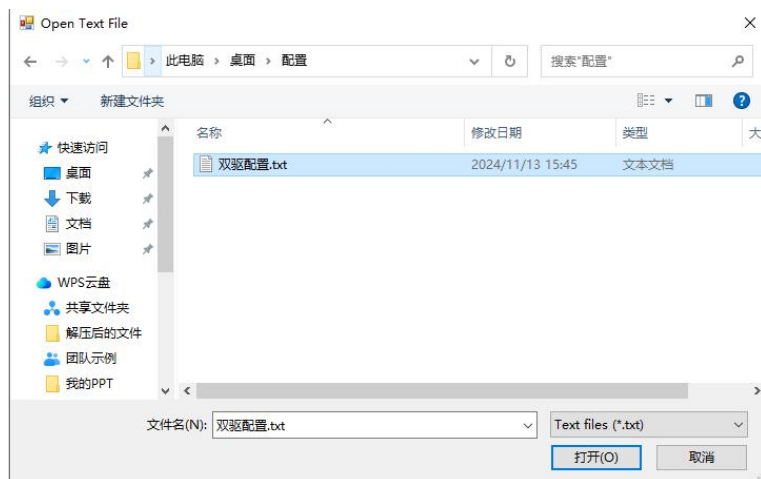 Open Text File
此电脑 › 桌面 › 配置
搜索"配置"
组织 新建文件夹
名称 修改日期 类型 大
快速访问
双驱配置.txt 2024/11/13 15:45 文本文档
桌面
下载
文档
图片
WPS云盘
共享文件夹
解压后的文件
团队示例
我的PPT
文件名(N): 双驱配置.txt Text files (*.txt)
打开(O) 取消